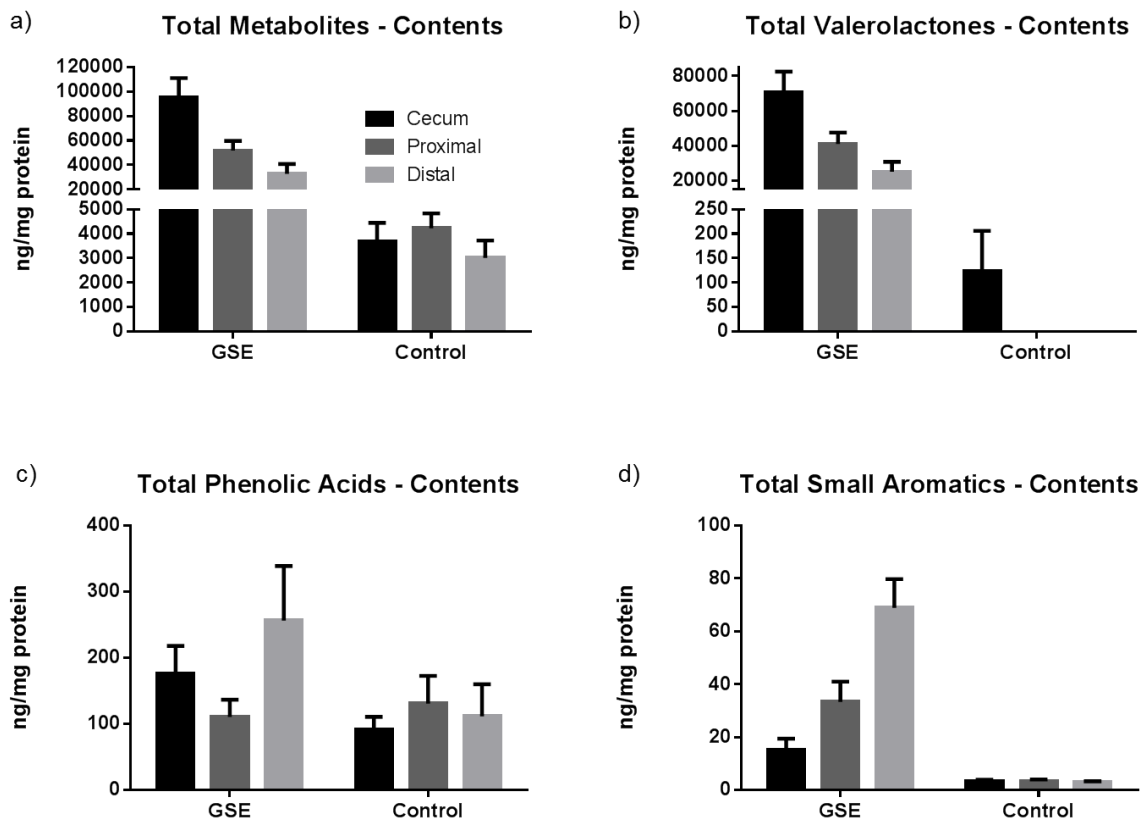 a)
Total Metabolites - Contents
ng/mg protein
120000
100000
80000
60000
40000
20000
5000
4000
3000
2000
1000
0
Cecum
Proximal
Distal
GSE Control
b)
Total Valerolactones - Contents
ng/mg protein
80000
60000
40000
20000
250
200
150
100
50
0
GSE Control
c)
Total Phenolic Acids - Contents
ng/mg protein
400
300
200
100
0
GSE Control
d)
Total Small Aromatics - Contents
ng/mg protein
100
80
60
40
20
0
GSE Control